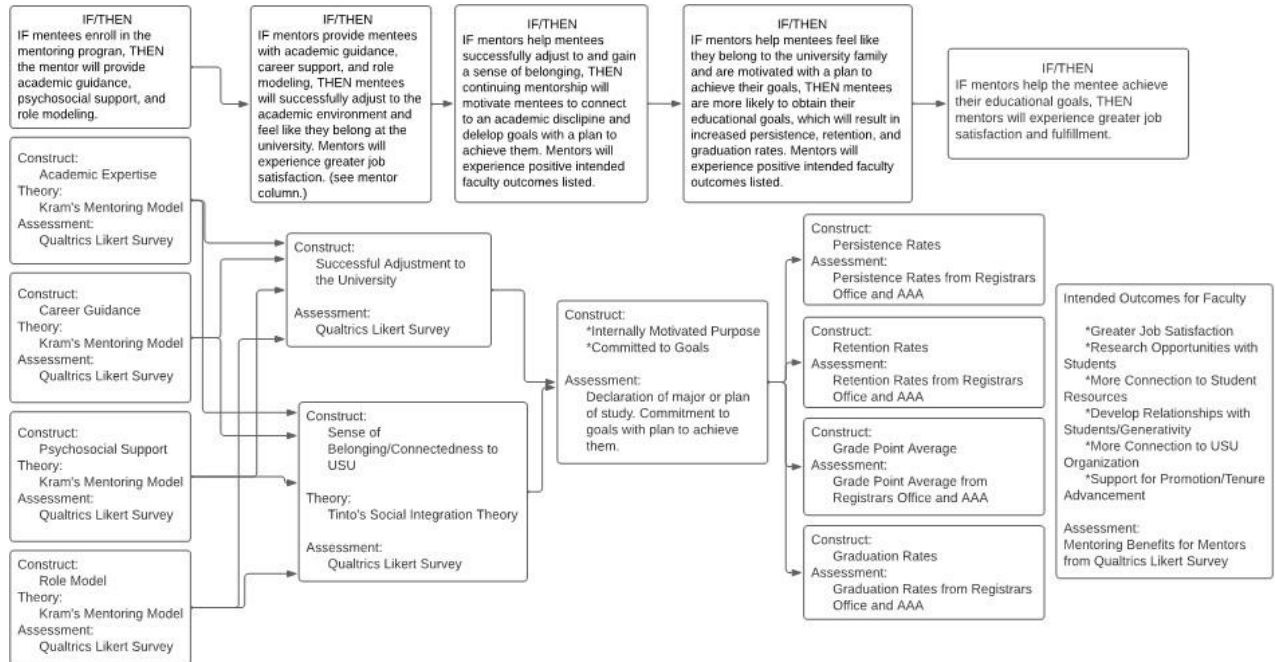 IF/THEN
IF mentees enroll in the
mentoring progran, THEN
the mentor will provide
academic guidance,
psychosocial support, and
role modeling.
IF/THEN
IF mentors provide mentees
with academic guidance,
career support, and role
modeling, THEN mentees
will successfully adjust to the
academic environment and
feel like they belong at the
university. Mentors will
experience greater job
satisfaction. (see mentor
column.)
IF/THEN
IF mentors help mentees
successfully adjust to and gain
a sense of belonging, THEN
continuing mentorship will
motivate mentees to connect
to an academic disclipine and
delelop goals with a plan to
achieve them. Mentors will
experience positive intended
faculty outcomes listed.
IF/THEN
IF mentors help mentees feel like
they belong to the university family
and are motivated with a plan to
achieve their goals, THEN mentees
are more likely to obtain their
educational goals, which will result in
increased persistence, retention, and
graduation rates. Mentors will
experience positive intended faculty
outcomes listed.
IF/THEN
IF mentors help the mentee achieve
their educational goals, THEN
mentors will experience greater job
satisfaction and fulfillment.
Construct:
Academic Expertise
Theory:
Kram's Mentoring Model
Assessment:
Qualtrics Likert Survey
Construct:
Career Guidance
Theory:
Kram's Mentoring Model
Assessment:
Qualtrics Likert Survey
Construct:
Psychosocial Support
Theory:
Kram's Mentoring Model
Assessment:
Qualtrics Likert Survey
Construct:
Role Model
Theory:
Kram's Mentoring Model
Assessment:
Qualtrics Likert Survey
Construct:
Successful Adjustment to
the University
Assessment:
Qualtrics Likert Survey
Construct:
Sense of
Belonging/Connectedness to
USU
Theory:
Tinto's Social Integration Theory
Assessment:
Qualtrics Likert Survey
Construct:
*Internally Motivated Purpose
*Committed to Goals
Assessment:
Declaration of major or plan
of study. Commitment to
goals with plan to achieve
them.
Construct:
Persistence Rates
Assessment:
Persistence Rates from Registrars
Office and AAA
Construct:
Retention Rates
Assessment:
Retention Rates from Registrars
Office and AAA
Construct:
Grade Point Average
Assessment:
Grade Point Average from
Registrars Office and AAA
Construct:
Graduation Rates
Assessment:
Graduation Rates from Registrars
Office and AAA
Intended Outcomes for Faculty
*Greater Job Satisfaction
*Research Opportunities with
Students
*More Connection to Student
Resources
*Develop Relationships with
Students/Generativity
*More Connection to USU
Organization
*Support for Promotion/Tenure
Advancement
Assessment:
Mentoring Benefits for Mentors
from Qualtrics Likert Survey